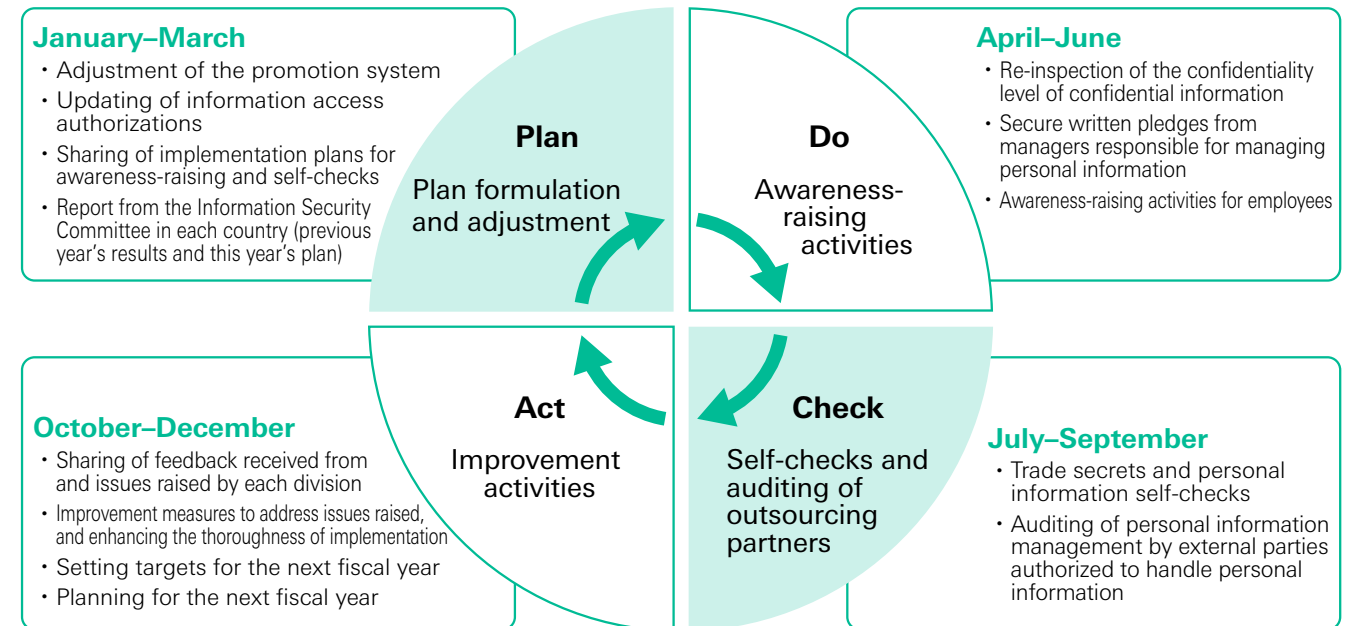 January–March
・Adjustment of the promotion system
・Updating of information access
authorizations
・Sharing of implementation plans for
awareness-raising and self-checks
・Report from the Information Security
Committee in each country (previous
year’s results and this year’s plan)
Plan
Plan formulation
and adjustment
Do
Awareness-
raising
activities
April–June
・Re-inspection of the confidentiality
level of confidential information
・Secure written pledges from
managers responsible for managing
personal information
・Awareness-raising activities for employees
October–December
・Sharing of feedback received from
and issues raised by each division
・Improvement measures to address issues raised,
and enhancing the thoroughness of implementation
・Setting targets for the next fiscal year
・Planning for the next fiscal year
Act
Improvement
activities
Check
Self-checks and
auditing of
outsourcing
partners
July–September
・Trade secrets and personal
information self-checks
・Auditing of personal information
management by external parties
authorized to handle personal
information